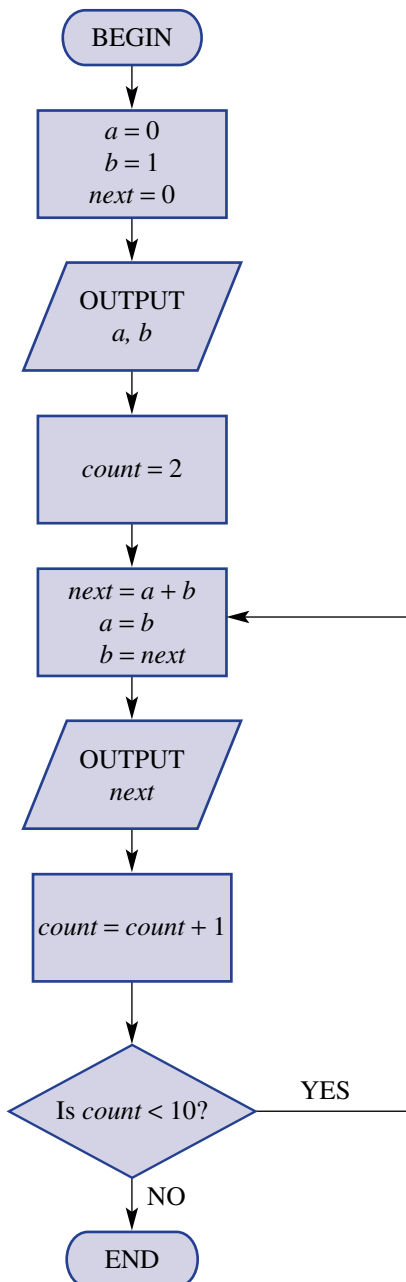 BEGIN
a = 0
b = 1
next = 0
OUTPUT
a, b
count = 2
next = a + b
a = b
b = next
OUTPUT
next
count = count + 1
Is count < 10?
YES
NO
END